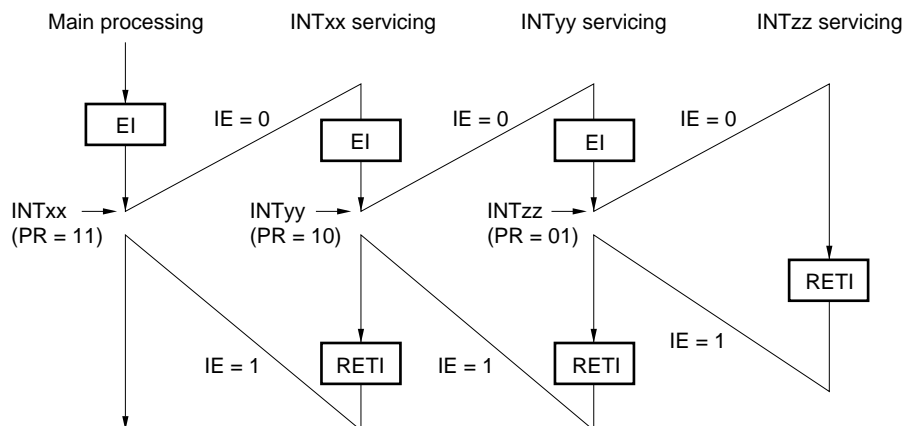 Main processing
INTxx servicing
INTyy servicing
INTzz servicing
EI
IE = 0
EI
IE = 0
EI
IE = 0
INTxx
(PR = 11)
INTyy
(PR = 10)
INTzz
(PR = 01)
RETI
IE = 1
RETI
IE = 1
RETI
IE = 1